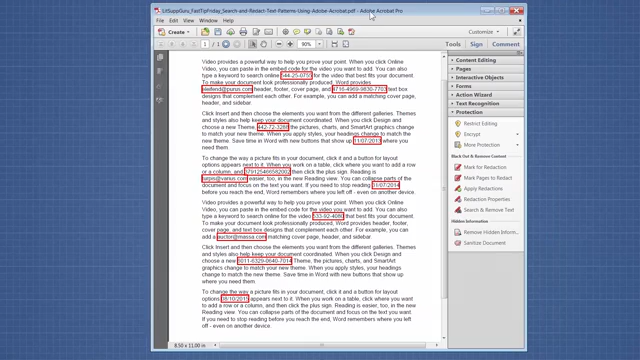 LitSuppGuru_FastTipFriday_Search-and-Redact-Text-Patterns-Using-Adobe-Acrobat.pdf - Adobe Acrobat Pro
File Edit View Window Help
Create
Customize
1 / 1
90%
Tools Sign Comment
Video provides a powerful way to help you prove your point. When you click Online
Video, you can paste in the embed code for the video you want to add. You can also
type a keyword to search online 544-25-0755 for the video that best fits your document.
To make your document look professionally produced, Word provides
eleifend@purus.com header, footer, cover page, and 4716-4969-9830-7703 text box
designs that complement each other. For example, you can add a matching cover page,
header, and sidebar.
Click Insert and then choose the elements you want from the different galleries. Themes
and styles also help keep your document coordinated. When you click Design and
choose a new Theme, 442-72-3286 the pictures, charts, and SmartArt graphics change
to match your new theme. When you apply styles, your headings change to match the
new theme. Save time in Word with new buttons that show up 11/07/2013 where you
need them.
To change the way a picture fits in your document, click it and a button for layout
options appears next to it. When you work on a table, click where you want to add a row
or a column, and 379125466582002 then click the plus sign. Reading is
turpis@varius.com easier, too, in the new Reading view. You can collapse parts of the
document and focus on the text you want. If you need to stop reading 11/07/2014
before you reach the end, Word remembers where you left off - even on another device.
Video provides a powerful way to help you prove your point. When you click Online
Video, you can paste in the embed code for the video you want to add. You can also
type a keyword to search online for the video 533-92-4080 that best fits your document.
To make your document look professionally produced, Word provides header, footer,
cover page, and text box designs that complement each other. For example, you can
add a auctor@massa.com matching cover page, header, and sidebar.
Click Insert and then choose the elements you want from the different galleries. Themes
and styles also help keep your document coordinated. When you click Design and
choose a new 6011-6329-0640-7014 Theme, the pictures, charts, and SmartArt
graphics change to match your new theme. When you apply styles, your headings
change to match the new theme. Save time in Word with new buttons that show up
where you need them.
To change the way a picture fits in your document, click it and a button for layout
options 08/10/2015 appears next to it. When you work on a table, click where you want
to add a row or a column, and then click the plus sign. Reading is easier, too, in the new
Reading view. You can collapse parts of the document and focus on the text you want.
If you need to stop reading before you reach the end, Word remembers where you left
off - even on another device.
8.50 x 11.00 in
Content Editing
Pages
Interactive Objects
Forms
Action Wizard
Text Recognition
Protection
Restrict Editing
Encrypt
More Protection
Black Out & Remove Content
Mark for Redaction
Mark Pages to Redact
Apply Redactions
Redaction Properties
Search & Remove Text
Hidden Information
Remove Hidden Inform...
Sanitize Document